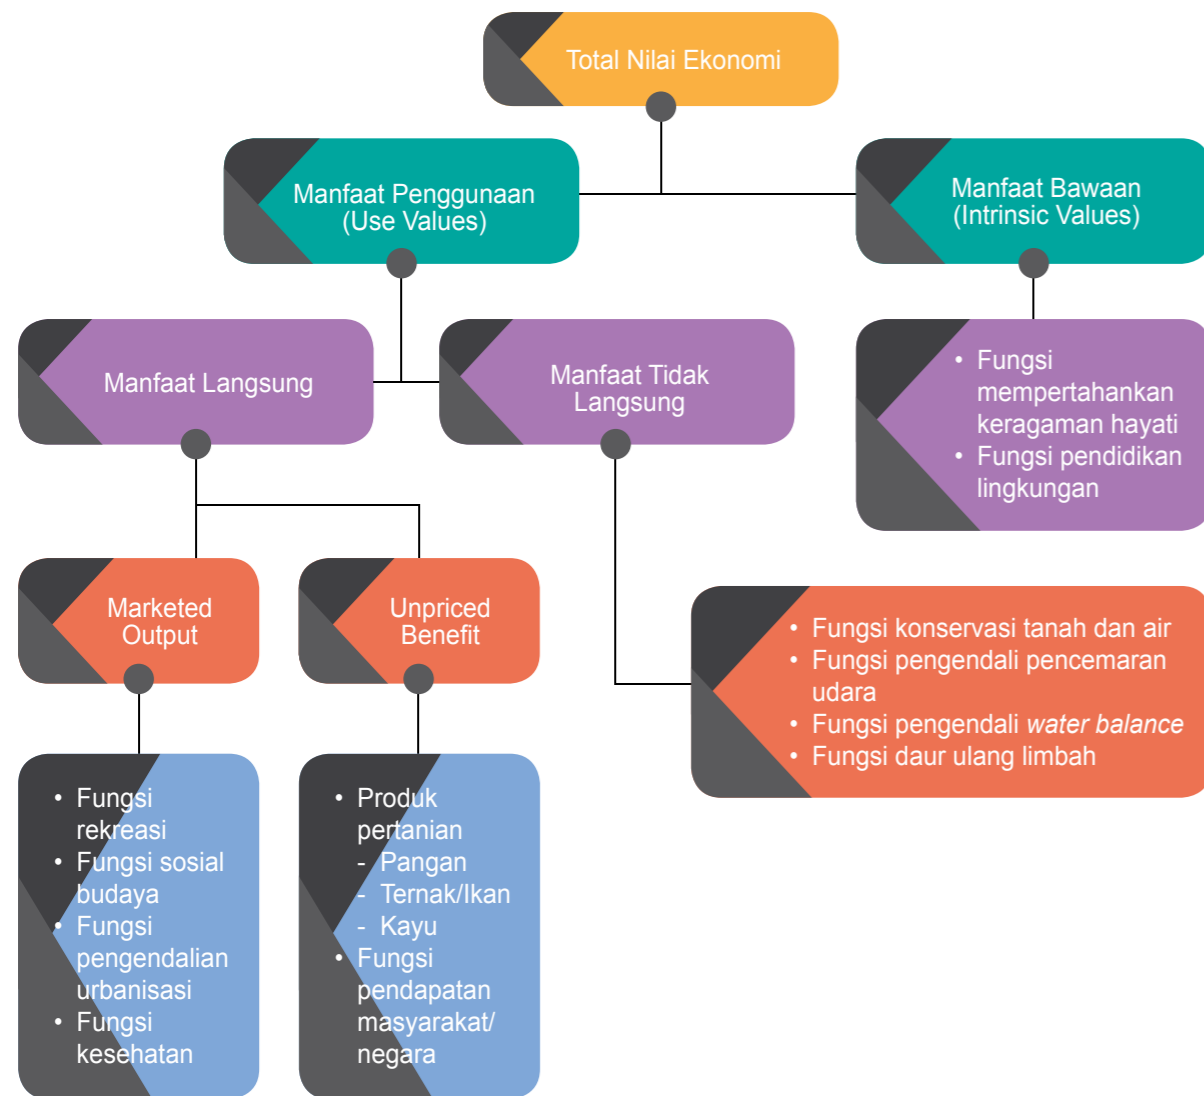 Total Nilai Ekonomi
Manfaat Penggunaan
(Use Values)
Manfaat Bawaan
(Intrinsic Values)
Manfaat Langsung
Manfaat Tidak
Langsung
• Fungsi
mempertahankan
keragaman hayati
• Fungsi pendidikan
lingkungan
Marketed
Output
Unpriced
Benefit
• Fungsi konservasi tanah dan air
• Fungsi pengendali pencemaran
udara
• Fungsi pengendali water balance
• Fungsi daur ulang limbah
• Fungsi
rekreasi
• Fungsi sosial
budaya
• Fungsi
pengendalian
urbanisasi
• Fungsi
kesehatan
• Produk
pertanian
- Pangan
- Ternak/Ikan
- Kayu
• Fungsi
pendapatan
masyarakat/
negara